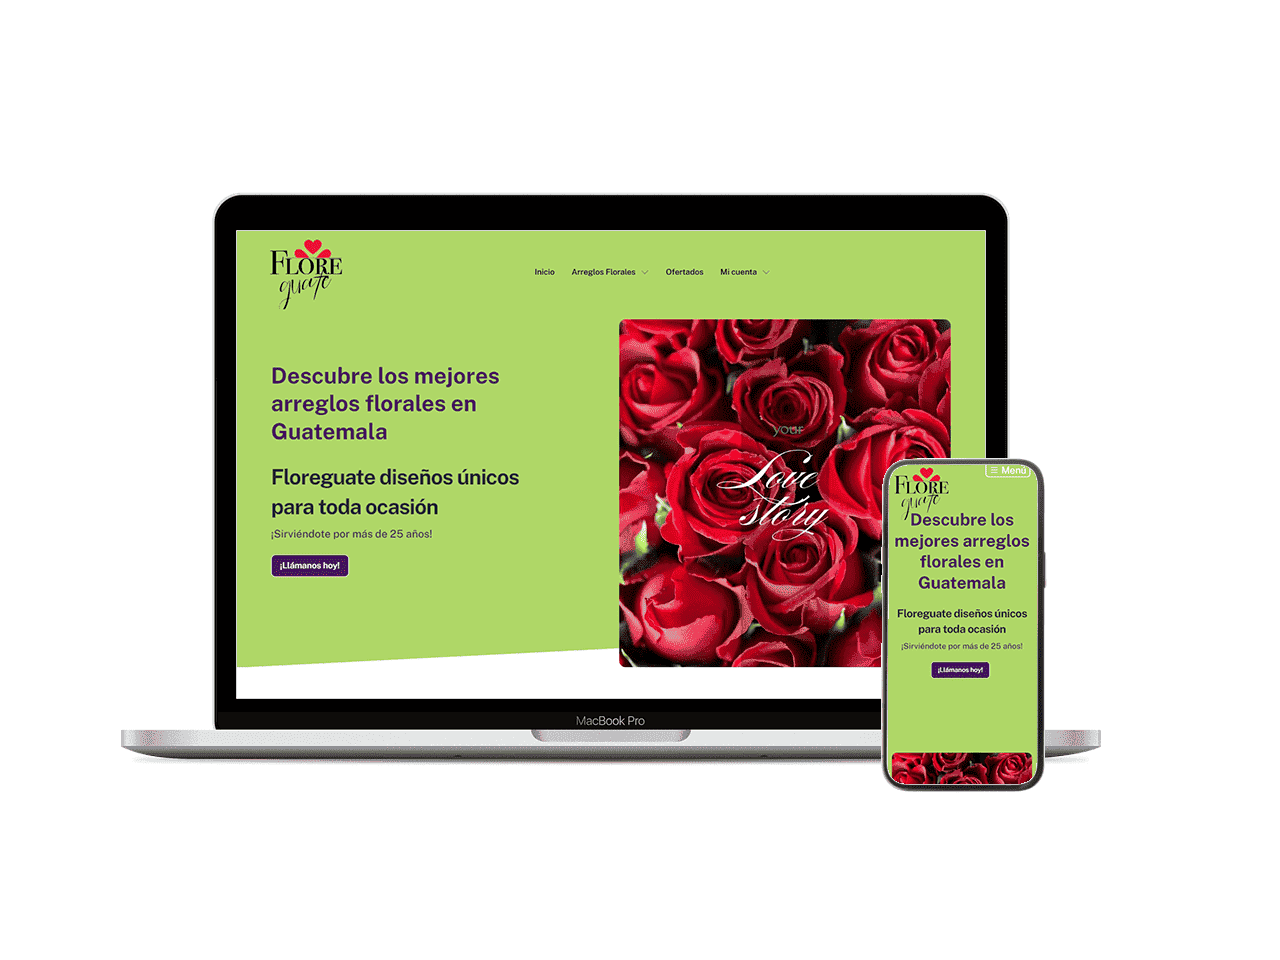 FLORE
guate
Inicio Arreglos Florales Ofertados Mi cuenta
Descubre los mejores
arreglos florales en
Guatemala
Floreguate diseños únicos
para toda ocasión
¡Sirviéndote por más de 25 años!
¡Llámanos hoy!
your
Love
story
MacBook Pro
☰ Menú
FLORE
guate
Descubre los
mejores arreglos
florales en
Guatemala
Floreguate diseños únicos
para toda ocasión
¡Sirviéndote por más de 25 años!
¡Llámanos hoy!